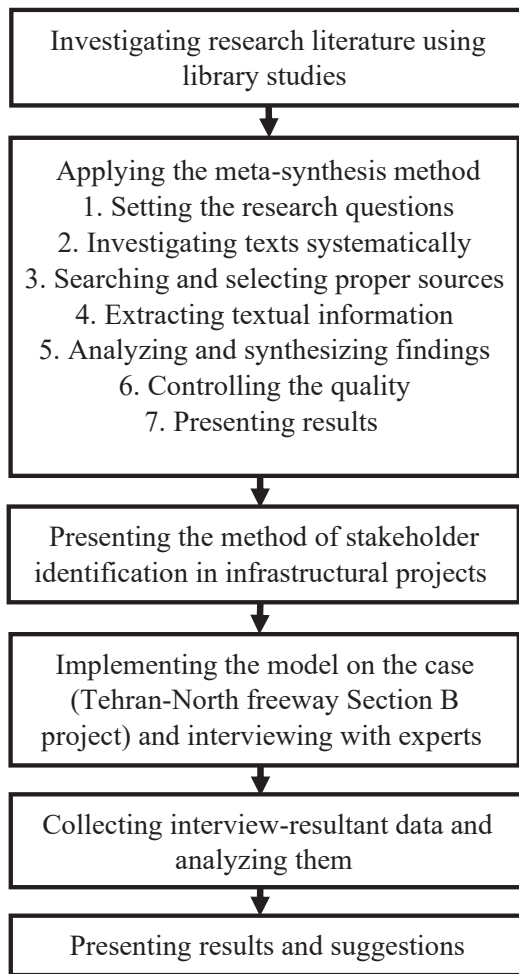 Investigating research literature using
library studies
Applying the meta-synthesis method
1. Setting the research questions
2. Investigating texts systematically
3. Searching and selecting proper sources
4. Extracting textual information
5. Analyzing and synthesizing findings
6. Controlling the quality
7. Presenting results
Presenting the method of stakeholder
identification in infrastructural projects
Implementing the model on the case
(Tehran-North freeway Section B
project) and interviewing with experts
Collecting interview-resultant data and
analyzing them
Presenting results and suggestions